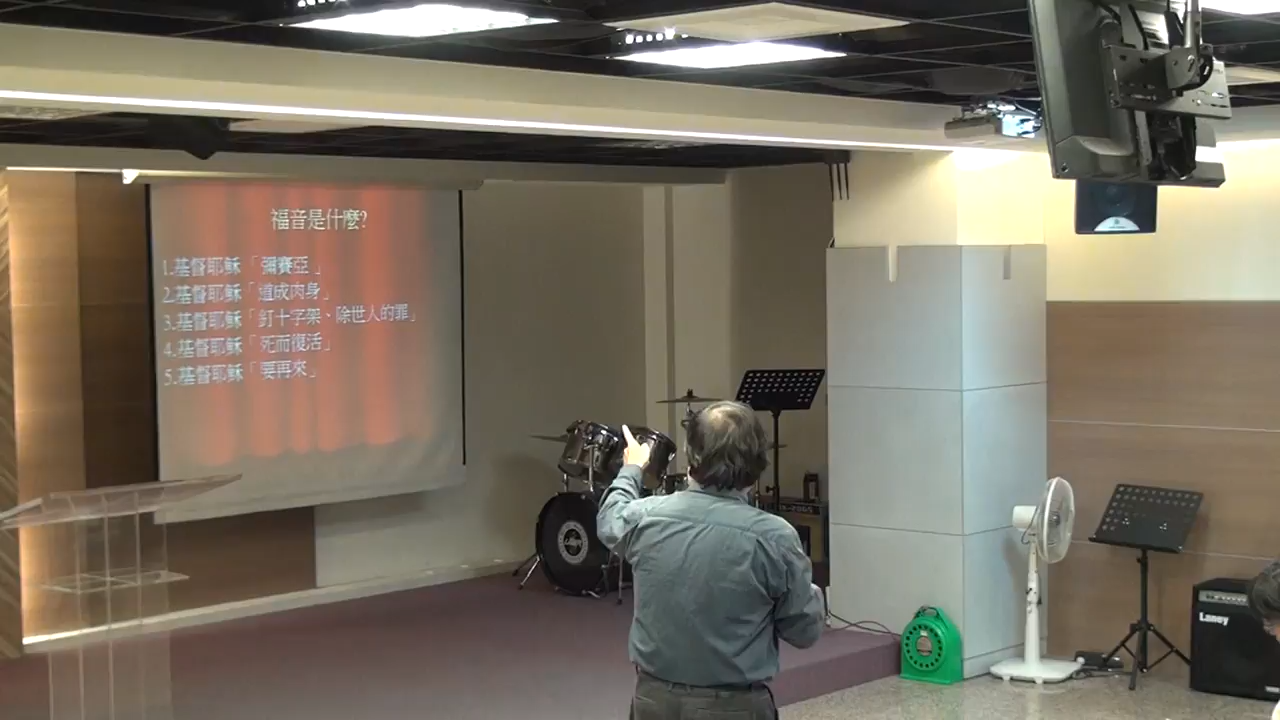 福音是什麼?
1.基督耶穌「彌賽亞」
2.基督耶穌「道成肉身」
3.基督耶穌「釘十字架、除世人的罪」
4.基督耶穌「死而復活」
5.基督耶穌「要再來」
Laney